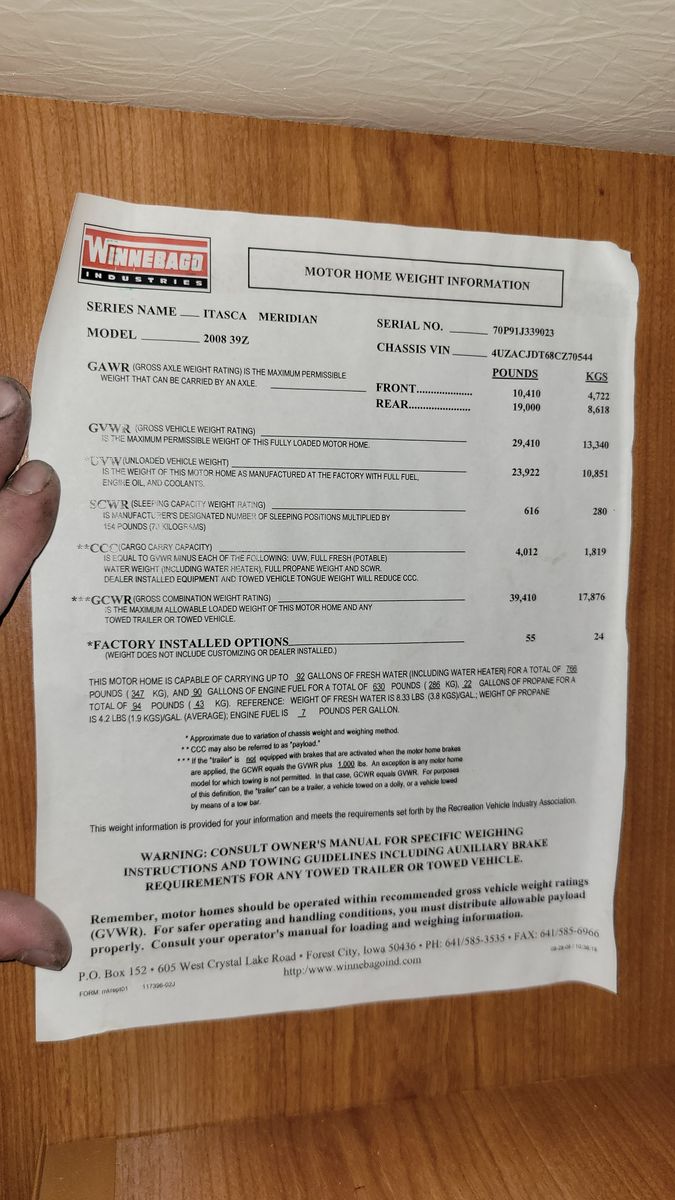 WINNEBAGO
INDUSTRIES
MOTOR HOME WEIGHT INFORMATION
SERIES NAME ITASCA MERIDIAN
SERIAL NO. 70P91J339023
MODEL 2008 39Z
CHASSIS VIN 4UZACJDT68CZ70544
POUNDS KGS
GAWR (GROSS AXLE WEIGHT RATING) IS THE MAXIMUM PERMISSIBLE
WEIGHT THAT CAN BE CARRIED BY AN AXLE.
FRONT..................... 10,410 4,722
REAR....................... 19,000 8,618
GVWR (GROSS VEHICLE WEIGHT RATING) 29,410 13,340
IS THE MAXIMUM PERMISSIBLE WEIGHT OF THIS FULLY LOADED MOTOR HOME.
*UVW (UNLOADED VEHICLE WEIGHT) 23,922 10,851
IS THE WEIGHT OF THIS MOTOR HOME AS MANUFACTURED AT THE FACTORY WITH FULL FUEL,
ENGINE OIL, AND COOLANTS.
SCWR (SLEEPING CAPACITY WEIGHT RATING) 616 280
IS MANUFACTURER'S DESIGNATED NUMBER OF SLEEPING POSITIONS MULTIPLIED BY
154 POUNDS (70 KILOGRAMS)
**CCC (CARGO CARRY CAPACITY) 4,012 1,819
IS EQUAL TO GVWR MINUS EACH OF THE FOLLOWING: UVW, FULL FRESH (POTABLE)
WATER WEIGHT (INCLUDING WATER HEATER), FULL PROPANE WEIGHT AND SCWR.
DEALER INSTALLED EQUIPMENT AND TOWED VEHICLE TONGUE WEIGHT WILL REDUCE CCC.
***GCWR (GROSS COMBINATION WEIGHT RATING) 39,410 17,876
IS THE MAXIMUM ALLOWABLE LOADED WEIGHT OF THIS MOTOR HOME AND ANY
TOWED TRAILER OR TOWED VEHICLE.
*FACTORY INSTALLED OPTIONS 55 24
(WEIGHT DOES NOT INCLUDE CUSTOMIZING OR DEALER INSTALLED.)
THIS MOTOR HOME IS CAPABLE OF CARRYING UP TO 92 GALLONS OF FRESH WATER (INCLUDING WATER HEATER) FOR A TOTAL OF 766
POUNDS ( 347 KG), AND 90 GALLONS OF ENGINE FUEL FOR A TOTAL OF 630 POUNDS ( 286 KG), 22 GALLONS OF PROPANE FOR A
TOTAL OF 94 POUNDS ( 43 KG). REFERENCE: WEIGHT OF FRESH WATER IS 8.33 LBS (3.8 KGS)/GAL.; WEIGHT OF PROPANE
IS 4.2 LBS (1.9 KGS)/GAL. (AVERAGE); ENGINE FUEL IS 7 POUNDS PER GALLON.
* Approximate due to variation of chassis weight and weighing method.
** CCC may also be referred to as "payload."
*** If the "trailer" is not equipped with brakes that are activated when the motor home brakes
are applied, the GCWR equals the GVWR plus 1,000 lbs. An exception is any motor home
model for which towing is not permitted. In that case, GCWR equals GVWR. For purposes
of this definition, the "trailer" can be a trailer, a vehicle towed on a dolly, or a vehicle towed
by means of a tow bar.
This weight information is provided for your information and meets the requirements set forth by the Recreation Vehicle Industry Association.
WARNING: CONSULT OWNER'S MANUAL FOR SPECIFIC WEIGHING
INSTRUCTIONS AND TOWING GUIDELINES INCLUDING AUXILIARY BRAKE
REQUIREMENTS FOR ANY TOWED TRAILER OR TOWED VEHICLE.
Remember, motor homes should be operated within recommended gross vehicle weight ratings
(GVWR). For safer operating and handling conditions, you must distribute allowable payload
properly. Consult your operator's manual for loading and weighing information.
P.O. Box 152 • 605 West Crystal Lake Road • Forest City, Iowa 50436 • PH: 641/585-3535 • FAX: 641/585-6966
http:/www.winnebagoind.com
FORM: 117396-02J